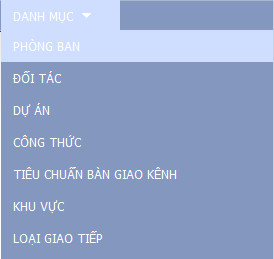 DANH MỤC
PHÒNG BAN
ĐỐI TÁC
DỰ ÁN
CÔNG THỨC
TIÊU CHUẨN BÀN GIAO KÊNH
KHU VỰC
LOẠI GIAO TIẾP